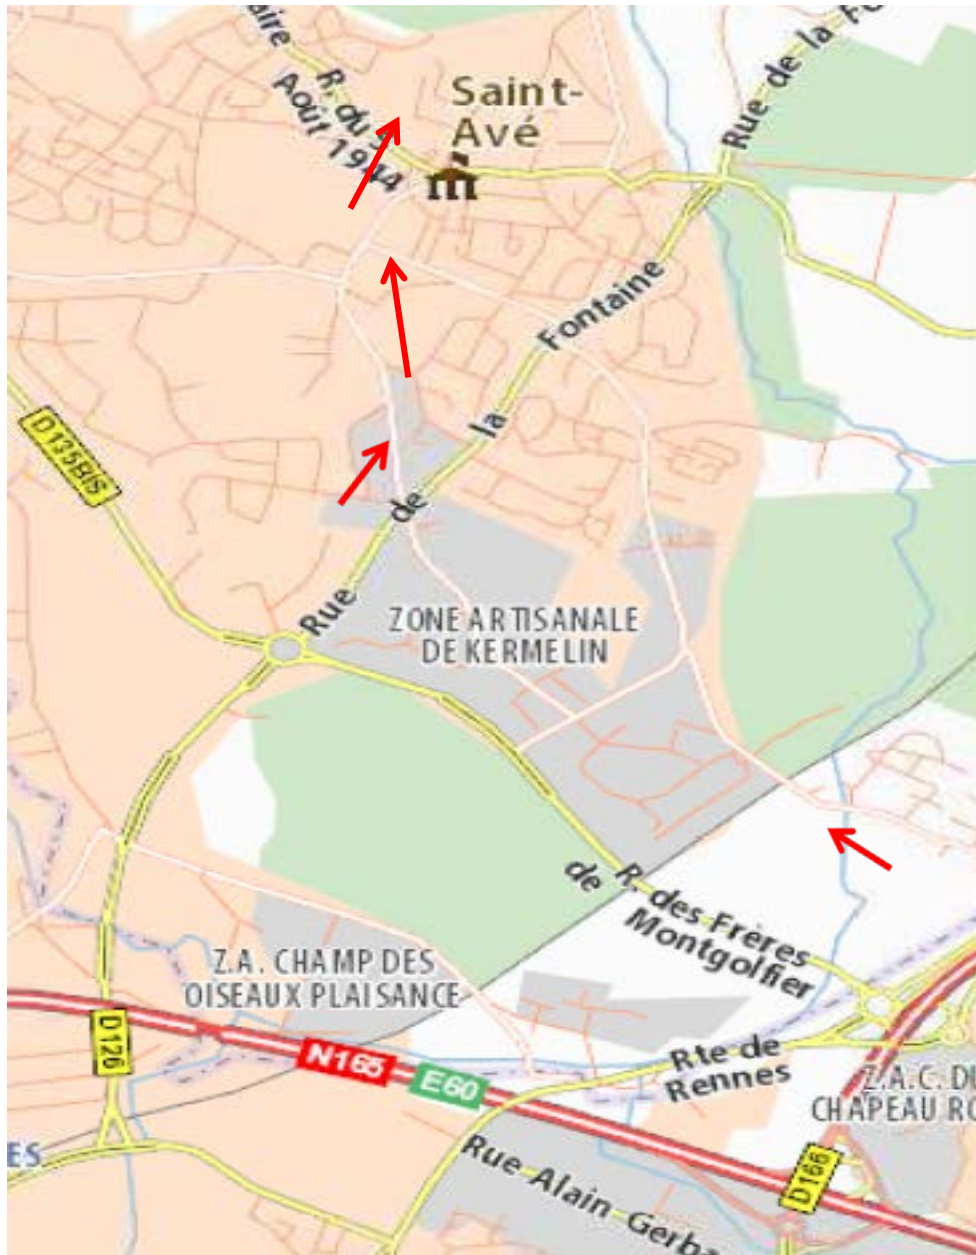 aire
R. du
Août 1944
Saint-
Avé
Rue de la Fo
Fontaine
la
de
Rue
D135BIS
ZONE ARTISANALE
DE KERMELIN
de
R. des Frères
Montgolfier
Z.A. CHAMP DES
OISEAUX PLAISANCE
D126
N165
E60
Rte de
Rennes
Z.A.C. DU
CHAPEAU RO
ES
D166
Rue Alain Gerba